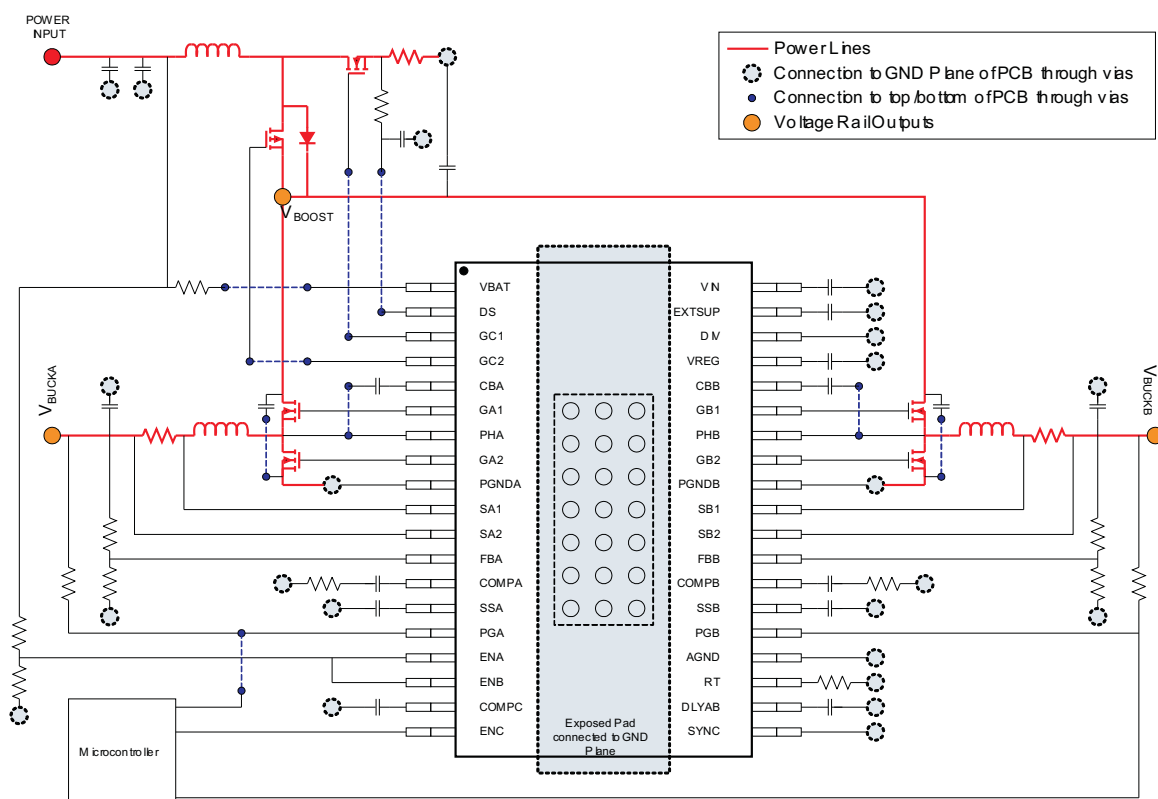 POWER
INPUT
Power Lines
Connection to GND Plane of PCB through vias
Connection to top/bottom of PCB through vias
Voltage Rail Outputs
VBOOST
VBUCKA
VBUCKB
VBAT
DS
GC1
GC2
CBA
GA1
PHA
GA2
PGNDA
SA1
SA2
FBA
COMPA
SSA
PGA
ENA
ENB
COMPC
ENC
VIN
EXTSUP
DIV
VREG
CBB
GB1
PHB
GB2
PGNDB
SB1
SB2
FBB
COMPB
SSB
PGB
AGND
RT
DLYAB
SYNC
Exposed Pad
connected to GND
Plane
Microcontroller